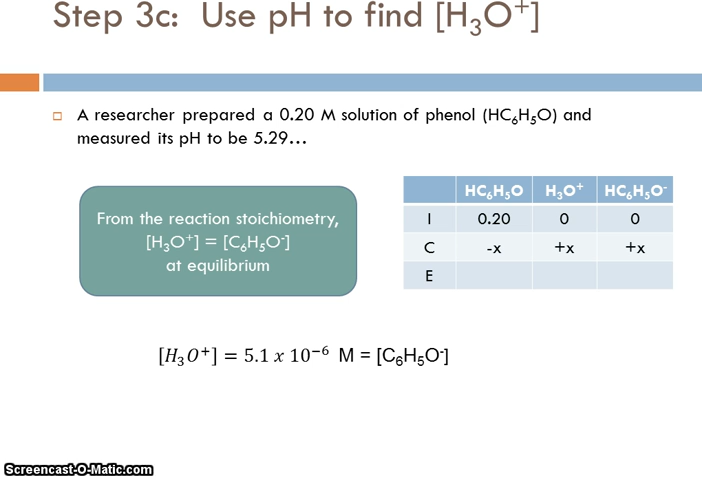 Step 3c: Use pH to find [H₃O⁺]
A researcher prepared a 0.20 M solution of phenol (HC₆H₅O) and
measured its pH to be 5.29…
From the reaction stoichiometry,
[H₃O⁺] = [C₆H₅O⁻]
at equilibrium
HC₆H₅O H₃O⁺ HC₆H₅O⁻
I 0.20 0 0
C -x +x +x
E
[H₃O⁺] = 5.1 x 10⁻⁶ M = [C₆H₅O⁻]
Screencast-O-Matic.com